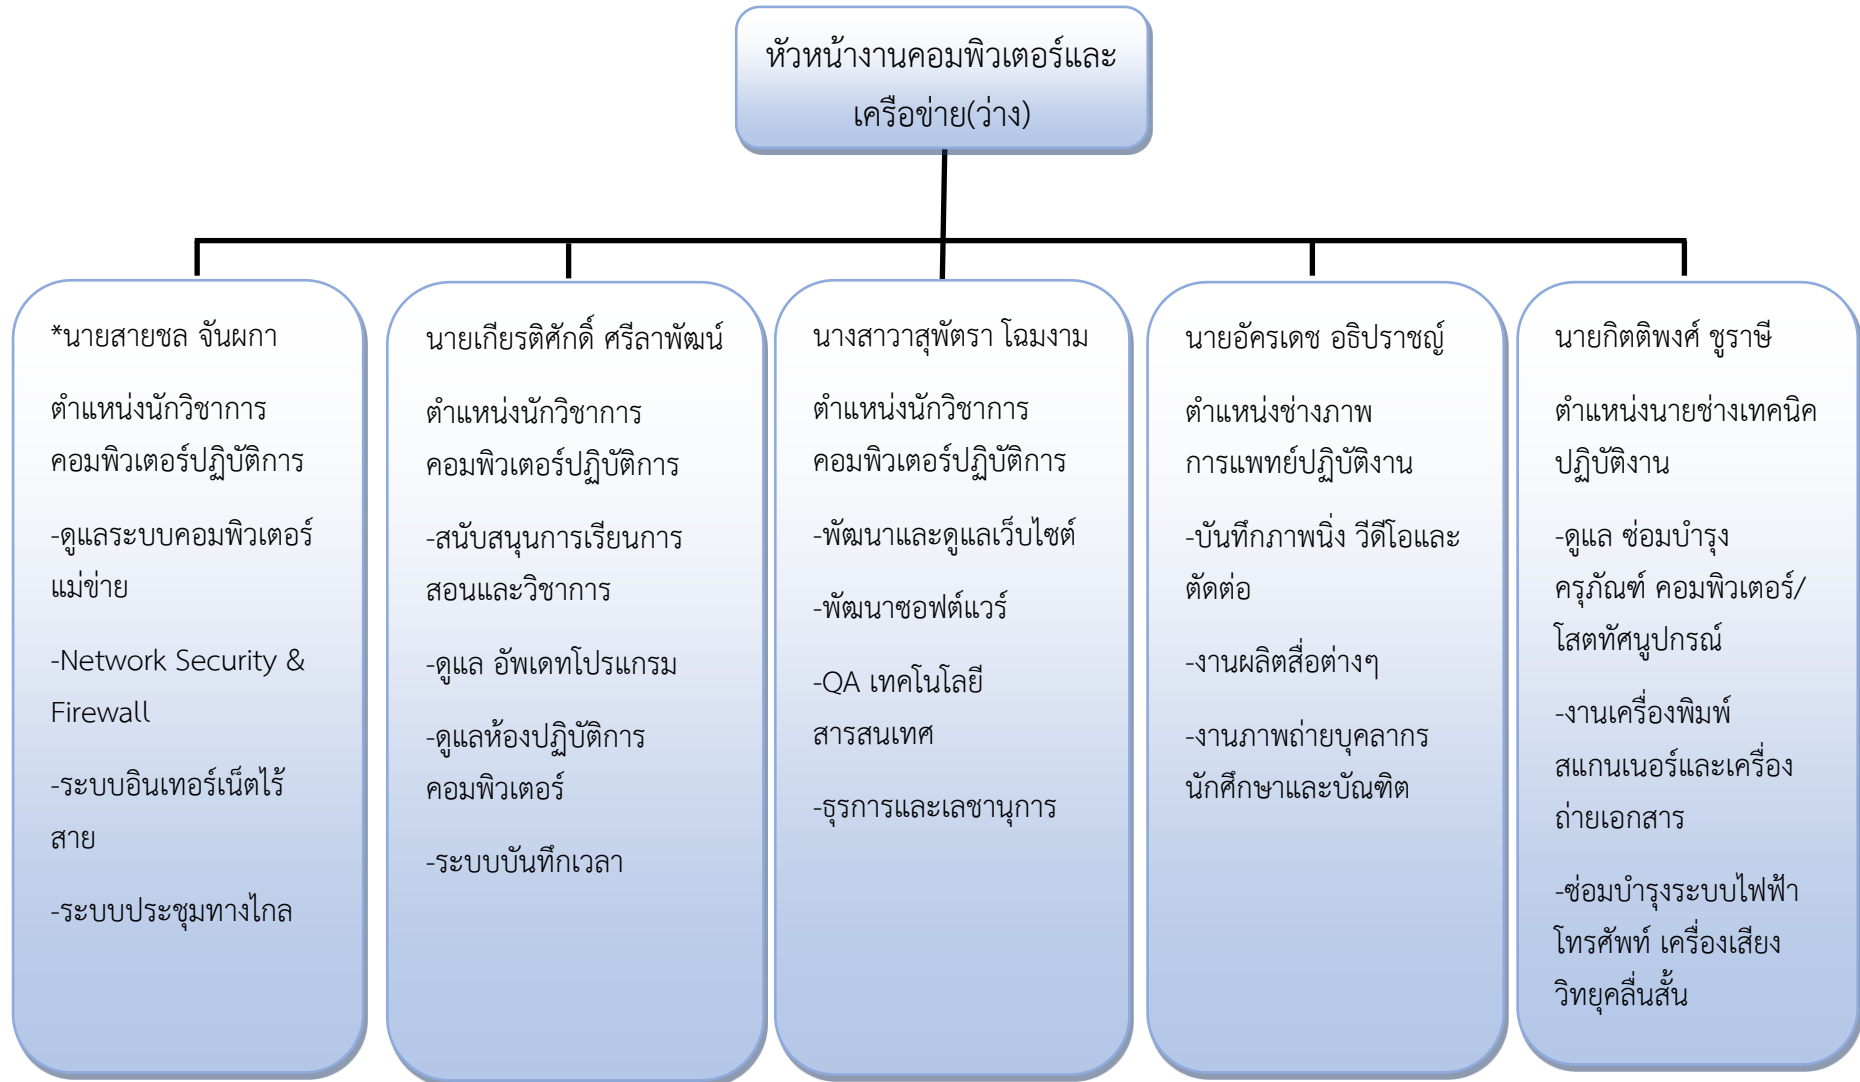 หัวหน้างานคอมพิวเตอร์และ
เครือข่าย(ว่าง)
*นายสายชล จันผกา
ตำแหน่งนักวิชาการ
คอมพิวเตอร์ปฏิบัติการ
-ดูแลระบบคอมพิวเตอร์
แม่ข่าย
-Network Security &
Firewall
-ระบบอินเทอร์เน็ตไร้
สาย
-ระบบประชุมทางไกล
นายเกียรติศักดิ์ ศรีลาพัฒน์
ตำแหน่งนักวิชาการ
คอมพิวเตอร์ปฏิบัติการ
-สนับสนุนการเรียนการ
สอนและวิชาการ
-ดูแล อัพเดทโปรแกรม
-ดูแลห้องปฏิบัติการ
คอมพิวเตอร์
-ระบบบันทึกเวลา
นางสาวาสุพัตรา โฉมงาม
ตำแหน่งนักวิชาการ
คอมพิวเตอร์ปฏิบัติการ
-พัฒนาและดูแลเว็บไซต์
-พัฒนาซอฟต์แวร์
-QA เทคโนโลยี
สารสนเทศ
-ธุรการและเลชานุการ
นายอัครเดช อธิปราชญ์
ตำแหน่งช่างภาพ
การแพทย์ปฏิบัติงาน
-บันทึกภาพนิ่ง วีดีโอและ
ตัดต่อ
-งานผลิตสื่อต่างๆ
-งานภาพถ่ายบุคลากร
นักศึกษาและบัณฑิต
นายกิตติพงศ์ ชูราษี
ตำแหน่งนายช่างเทคนิค
ปฏิบัติงาน
-ดูแล ซ่อมบำรุง
ครุภัณฑ์ คอมพิวเตอร์/
โสตทัศนูปกรณ์
-งานเครื่องพิมพ์
สแกนเนอร์และเครื่อง
ถ่ายเอกสาร
-ซ่อมบำรุงระบบไฟฟ้า
โทรศัพท์ เครื่องเสียง
วิทยุคลื่นสั้น